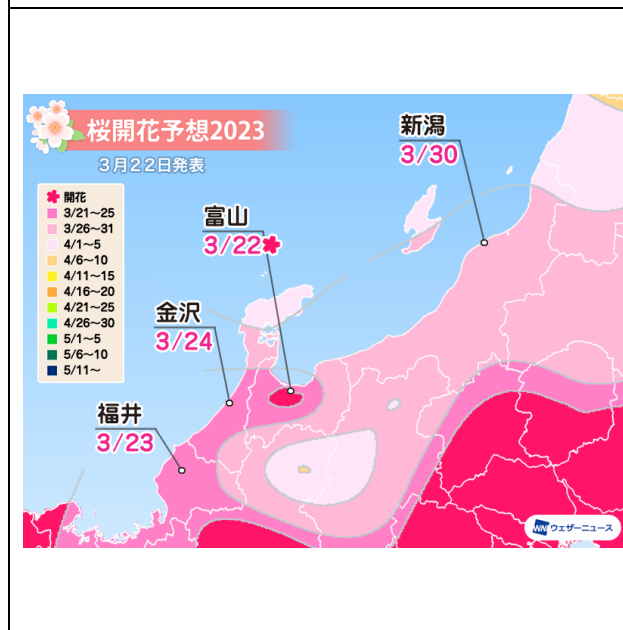 桜開花予想2023
3月22日発表
開花
3/21～25
3/26～31
4/1～5
4/6～10
4/11～15
4/16～20
4/21～25
4/26～30
5/1～5
5/6～10
5/11～
新潟
3/30
富山
3/22
金沢
3/24
福井
3/23
WN ウェザーニュース